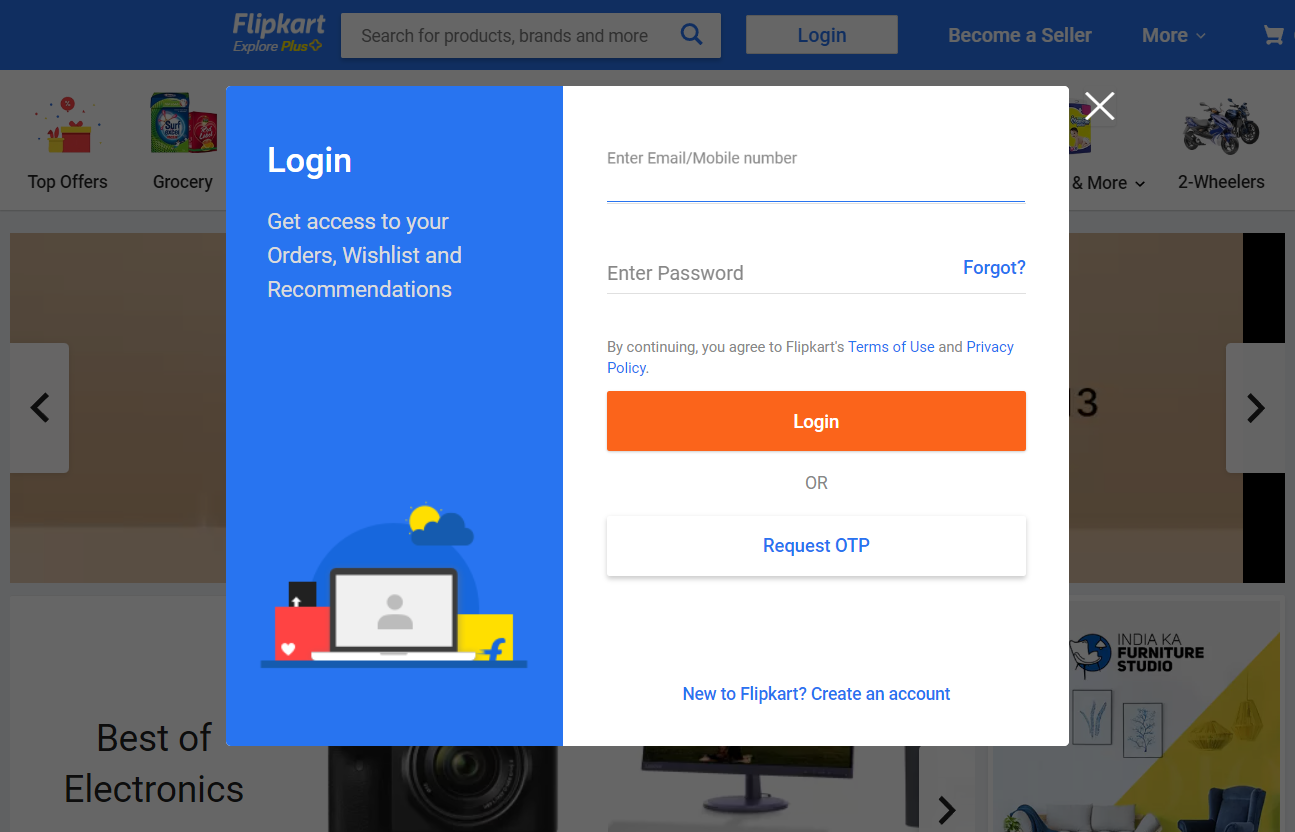 Flipkart
Explore Plus
Search for products, brands and more
Login
Become a Seller
More
Top Offers
Grocery
& More
2-Wheelers
Login
Get access to your
Orders, Wishlist and
Recommendations
Enter Email/Mobile number
Enter Password
Forgot?
By continuing, you agree to Flipkart's Terms of Use and Privacy
Policy.
Login
OR
Request OTP
New to Flipkart? Create an account
13
INDIA KA
FURNITURE
STUDIO
Best of
Electronics
Surf
excel